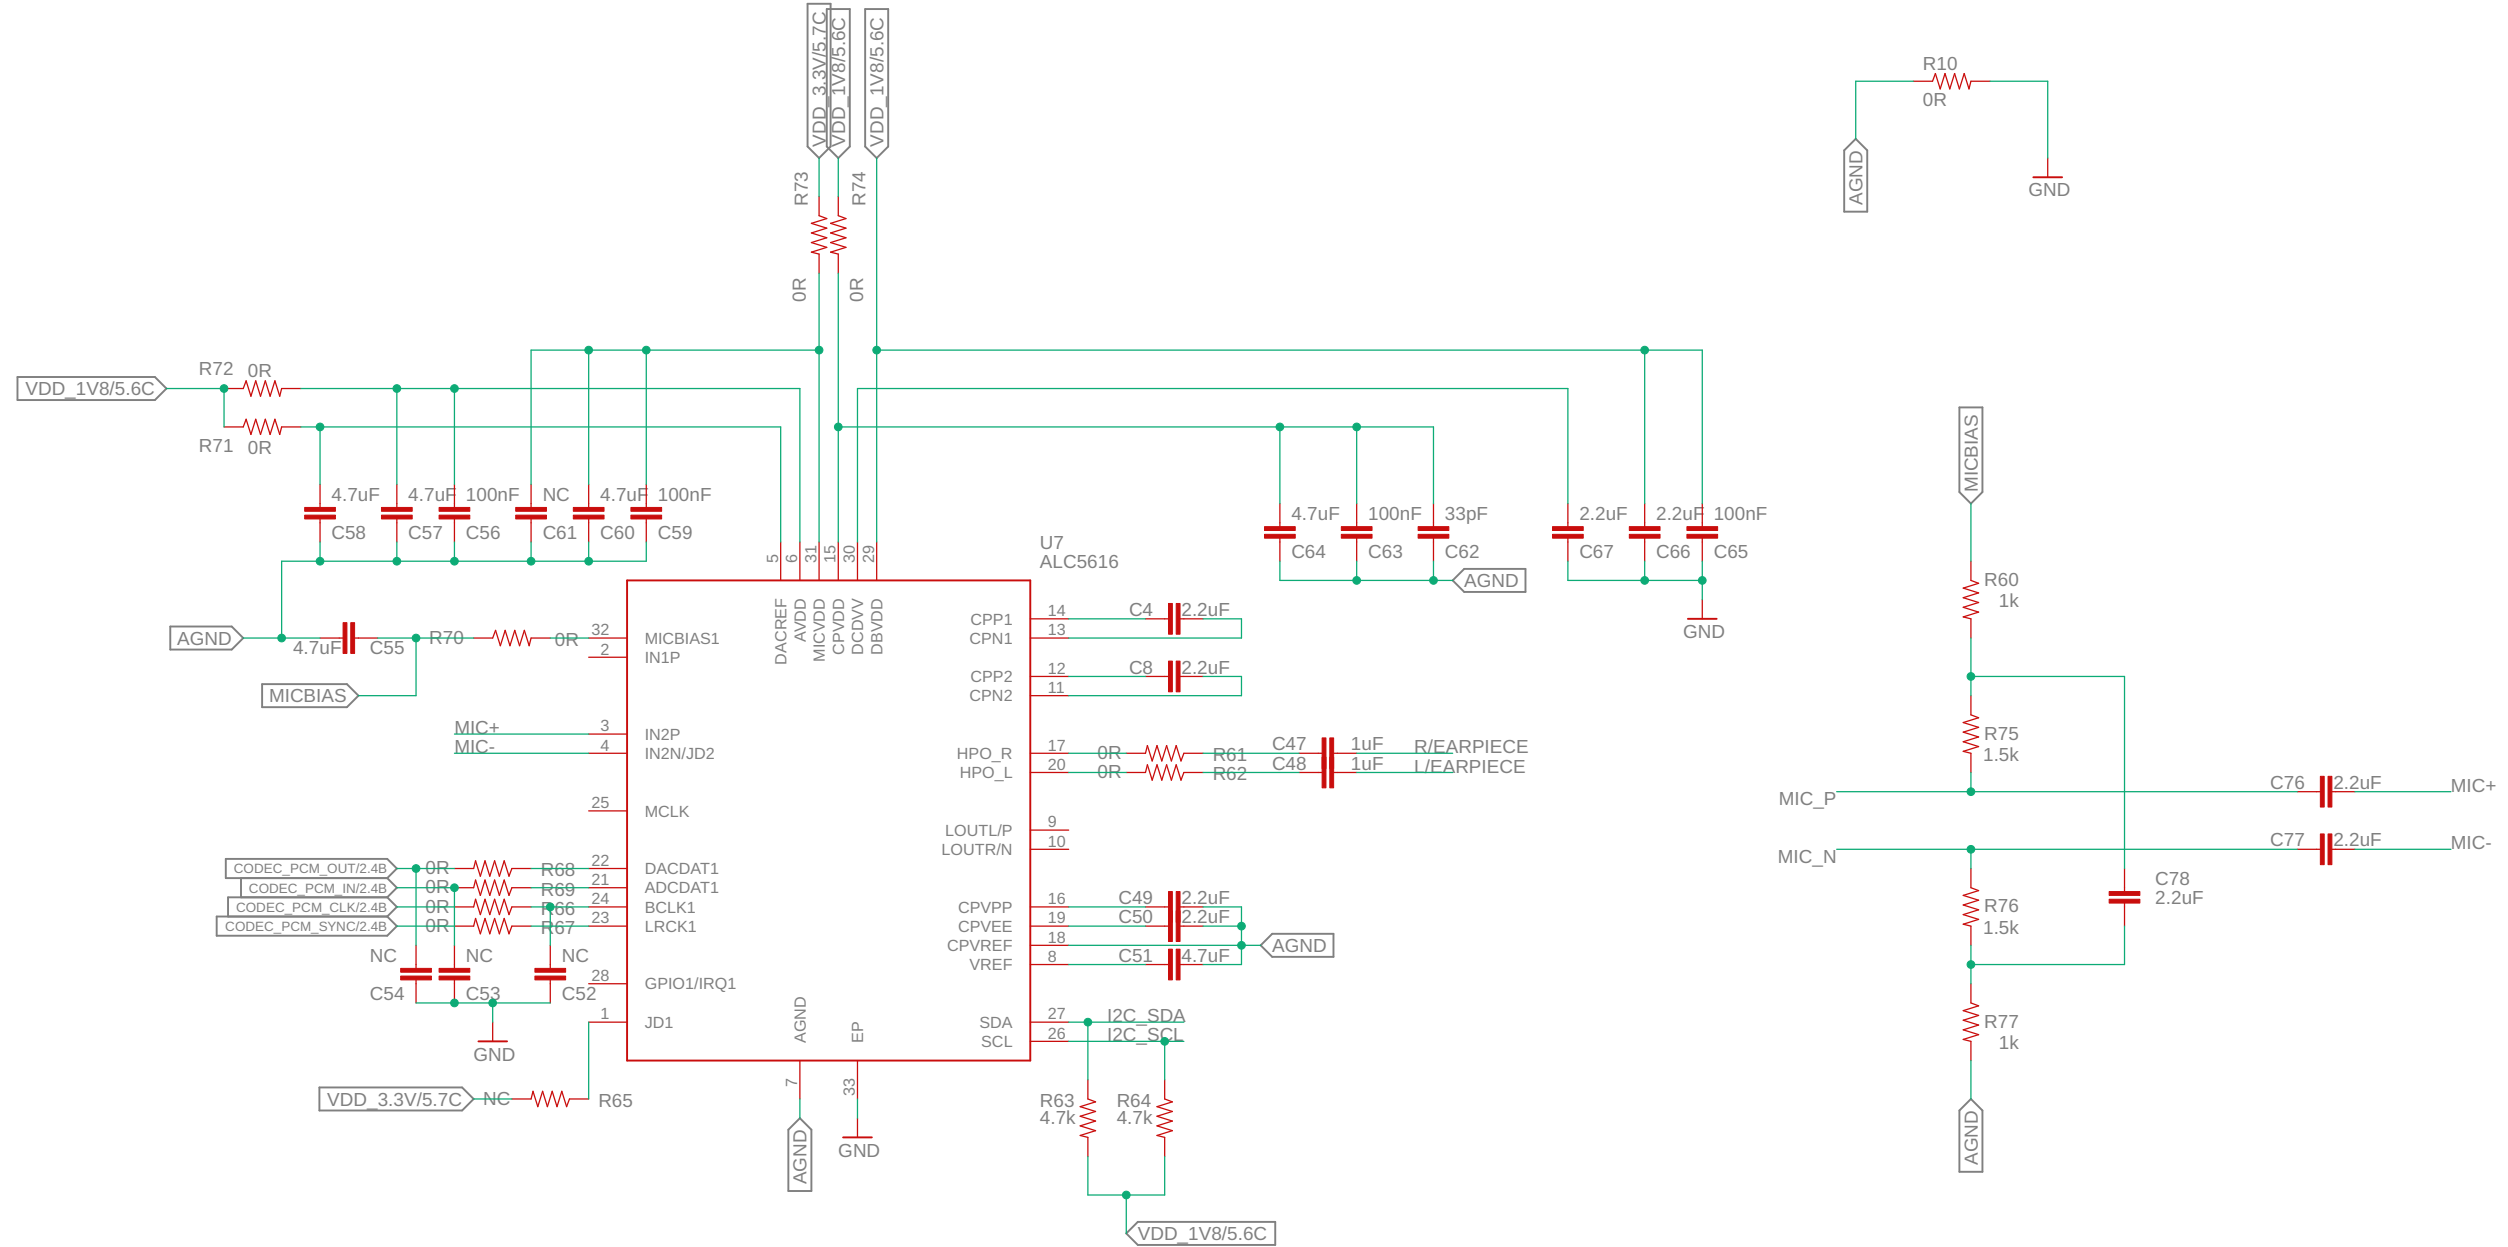 VDD_3.3V/5.7C
VDD_1V8/5.6C
VDD_1V8/5.6C
R10
0R
AGND
GND
R73
R74
0R
0R
R72
0R
VDD_1V8/5.6C
R71
0R
4.7uF
C58
4.7uF
C57
100nF
C56
NC
C61
4.7uF
C60
100nF
C59
4.7uF
C64
100nF
C63
33pF
C62
AGND
2.2uF
C67
2.2uF
C66
100nF
C65
GND
U7
ALC5616
5
6
31
15
30
29
DACREF
AVDD
MICVDD
CPVDD
DCDVV
DBVDD
AGND
4.7uF
C55
R70
0R
MICBIAS
32
MICBIAS1
2
IN1P
MIC+
3
IN2P
MIC-
4
IN2N/JD2
25
MCLK
CODEC_PCM_OUT/2.4B
0R
R68
22
DACDAT1
CODEC_PCM_IN/2.4B
0R
R69
21
ADCDAT1
CODEC_PCM_CLK/2.4B
0R
R66
24
BCLK1
CODEC_PCM_SYNC/2.4B
0R
R67
23
LRCK1
NC
C54
NC
C53
NC
C52
GND
28
GPIO1/IRQ1
1
JD1
VDD_3.3V/5.7C
NC
R65
AGND
7
AGND
EP
33
GND
CPP1
14
C4
2.2uF
CPN1
13
CPP2
12
C8
2.2uF
CPN2
11
HPO_R
17
0R
R61
C47
1uF
R/EARPIECE
HPO_L
20
0R
R62
C48
1uF
L/EARPIECE
LOUTL/P
9
LOUTR/N
10
CPVPP
16
C49
2.2uF
CPVEE
19
C50
2.2uF
CPVREF
18
AGND
VREF
8
C51
4.7uF
SDA
27
I2C_SDA
SCL
26
I2C_SCL
R63
4.7k
R64
4.7k
VDD_1V8/5.6C
MICBIAS
R60
1k
R75
1.5k
MIC_P
C76
2.2uF
MIC+
MIC_N
C77
2.2uF
MIC-
R76
1.5k
C78
2.2uF
R77
1k
AGND